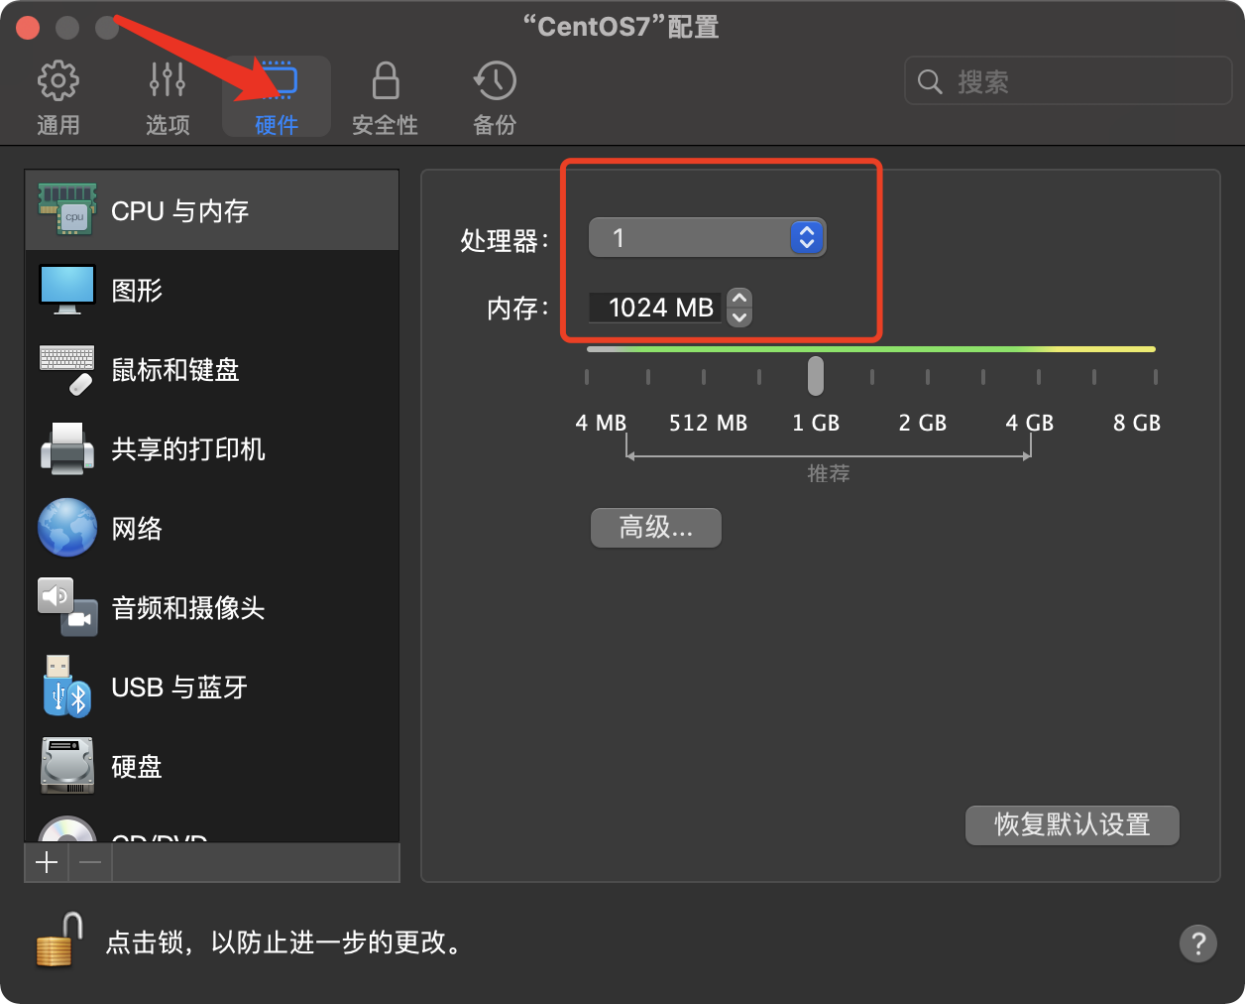 “CentOS7”配置
通用 选项 硬件 安全性 备份
搜索
CPU 与内存
cpu
图形
鼠标和键盘
共享的打印机
网络
音频和摄像头
USB 与蓝牙
硬盘
CD/DVD
处理器: 1
内存: 1024 MB
4 MB 512 MB 1 GB 2 GB 4 GB 8 GB
推荐
高级...
恢复默认设置
点击锁，以防止进一步的更改。
?